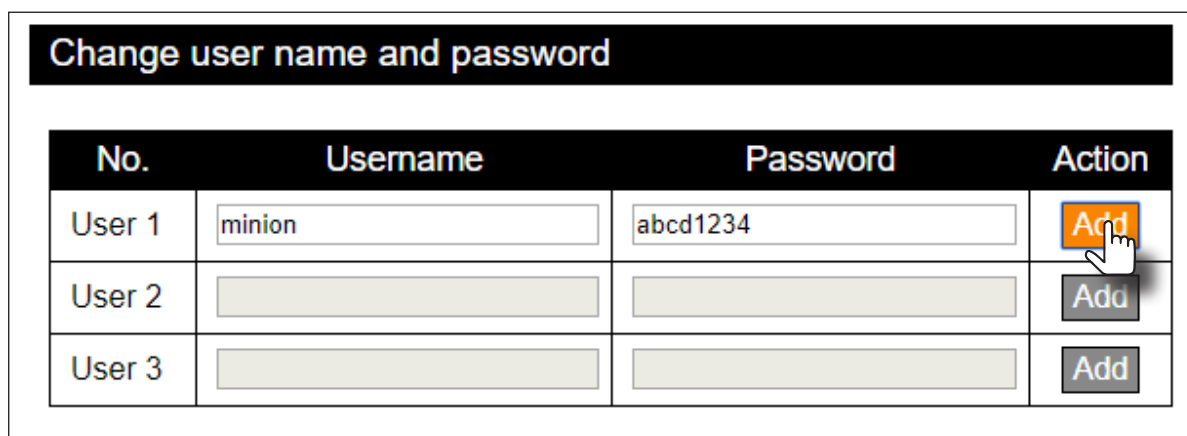 Change user name and password
No. Username Password Action
User 1 minion abcd1234 Add
User 2 Add
User 3 Add